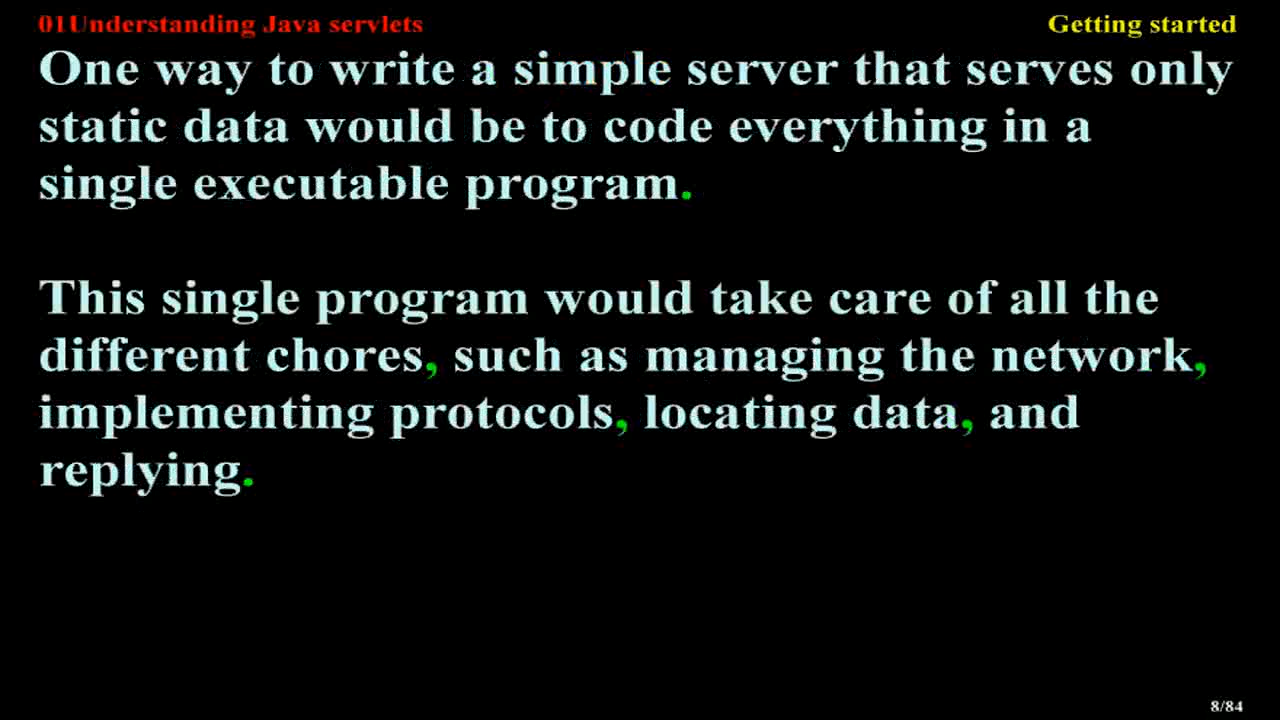 01Understanding Java servlets
Getting started
One way to write a simple server that serves only
static data would be to code everything in a
single executable program.
This single program would take care of all the
different chores, such as managing the network,
implementing protocols, locating data, and
replying.
8/84